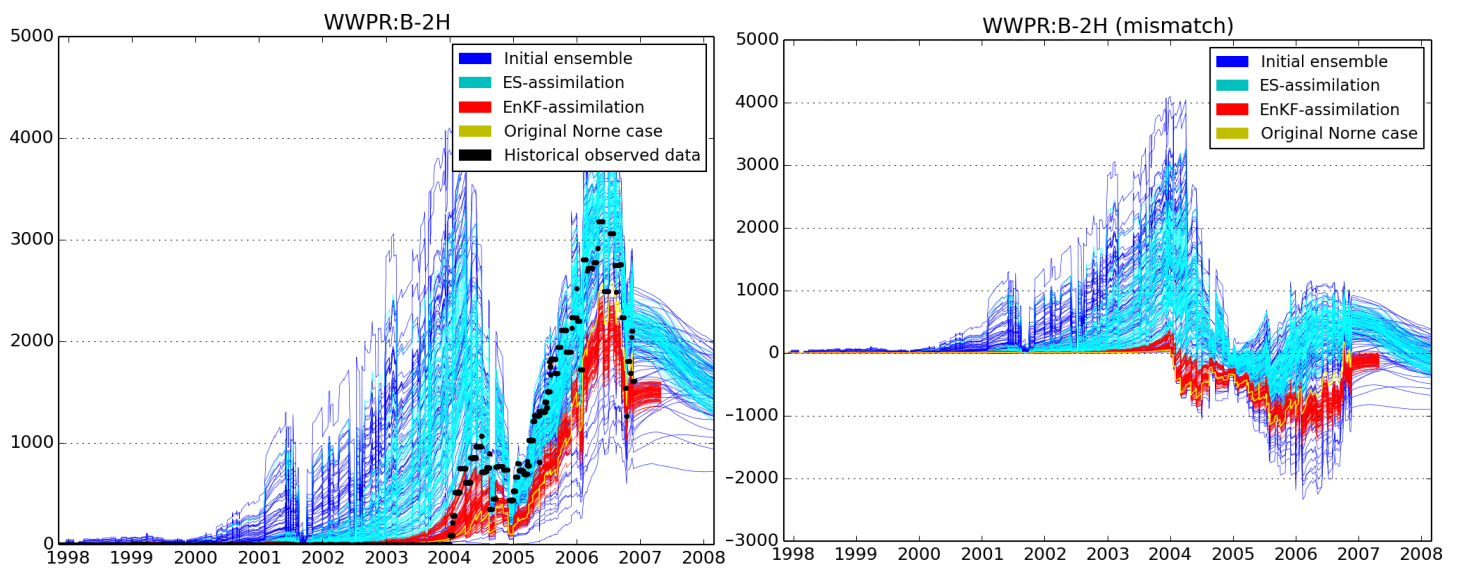 WWPR:B-2H
5000
4000
3000
2000
1000
0
1998 1999 2000 2001 2002 2003 2004 2005 2006 2007 2008
Initial ensemble
ES-assimilation
EnKF-assimilation
Original Norne case
Historical observed data
WWPR:B-2H (mismatch)
5000
4000
3000
2000
1000
0
−1000
−2000
−3000
1998 1999 2000 2001 2002 2003 2004 2005 2006 2007 2008
Initial ensemble
ES-assimilation
EnKF-assimilation
Original Norne case